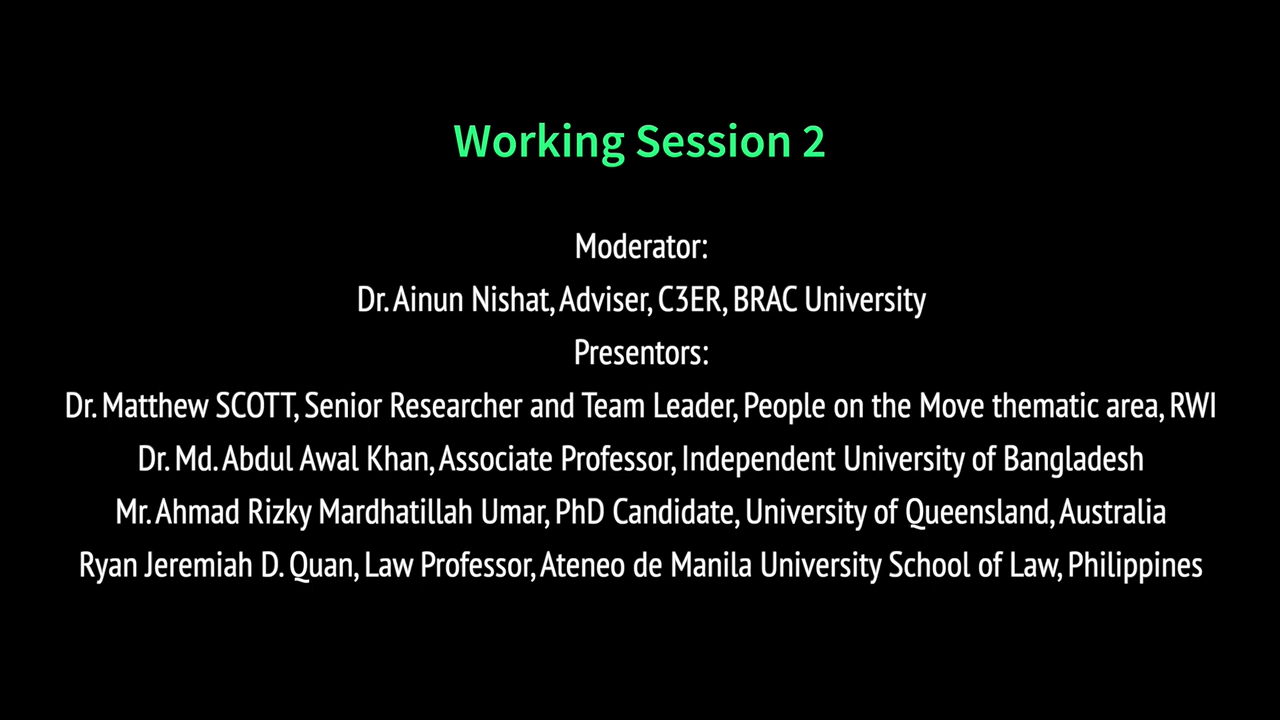 Working Session 2
Moderator:
Dr. Ainun Nishat, Adviser, C3ER, BRAC University
Presentors:
Dr. Matthew SCOTT, Senior Researcher and Team Leader, People on the Move thematic area, RWI
Dr. Md. Abdul Awal Khan, Associate Professor, Independent University of Bangladesh
Mr. Ahmad Rizky Mardhatillah Umar, PhD Candidate, University of Queensland, Australia
Ryan Jeremiah D. Quan, Law Professor, Ateneo de Manila University School of Law, Philippines